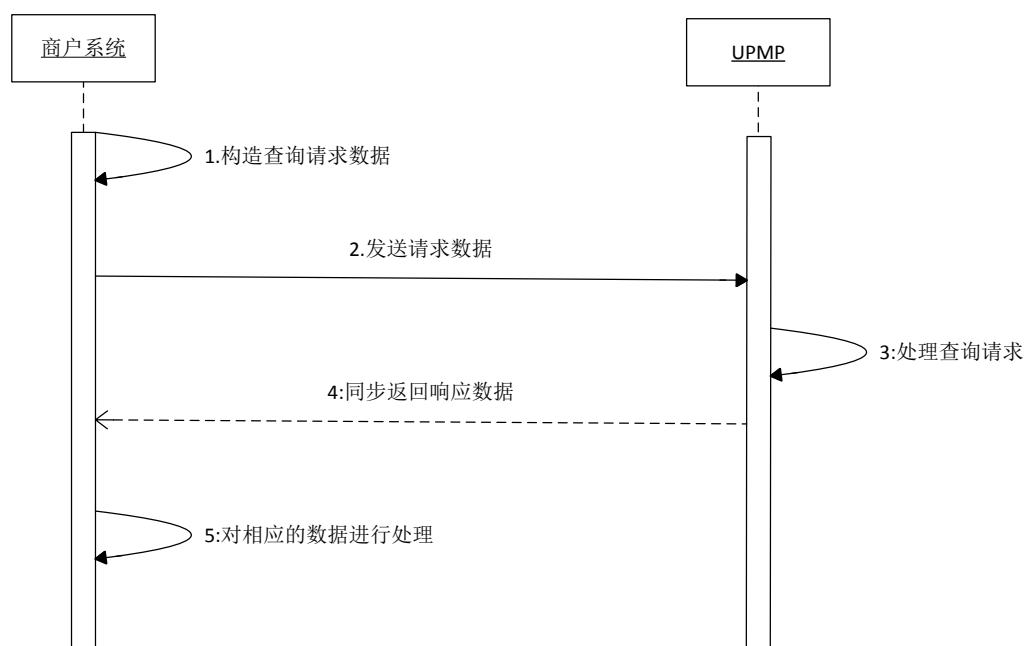 商户系统
UPMP
1.构造查询请求数据
2.发送请求数据
3:处理查询请求
4:同步返回响应数据
5:对相应的数据进行处理